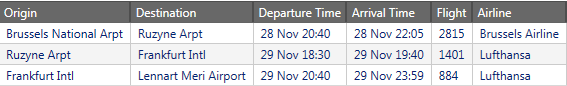 Origin Destination Departure Time Arrival Time Flight Airline
Brussels National Arpt Ruzyne Arpt 28 Nov 20:40 28 Nov 22:05 2815 Brussels Airline
Ruzyne Arpt Frankfurt Intl 29 Nov 18:30 29 Nov 19:40 1401 Lufthansa
Frankfurt Intl Lennart Meri Airport 29 Nov 20:40 29 Nov 23:59 884 Lufthansa